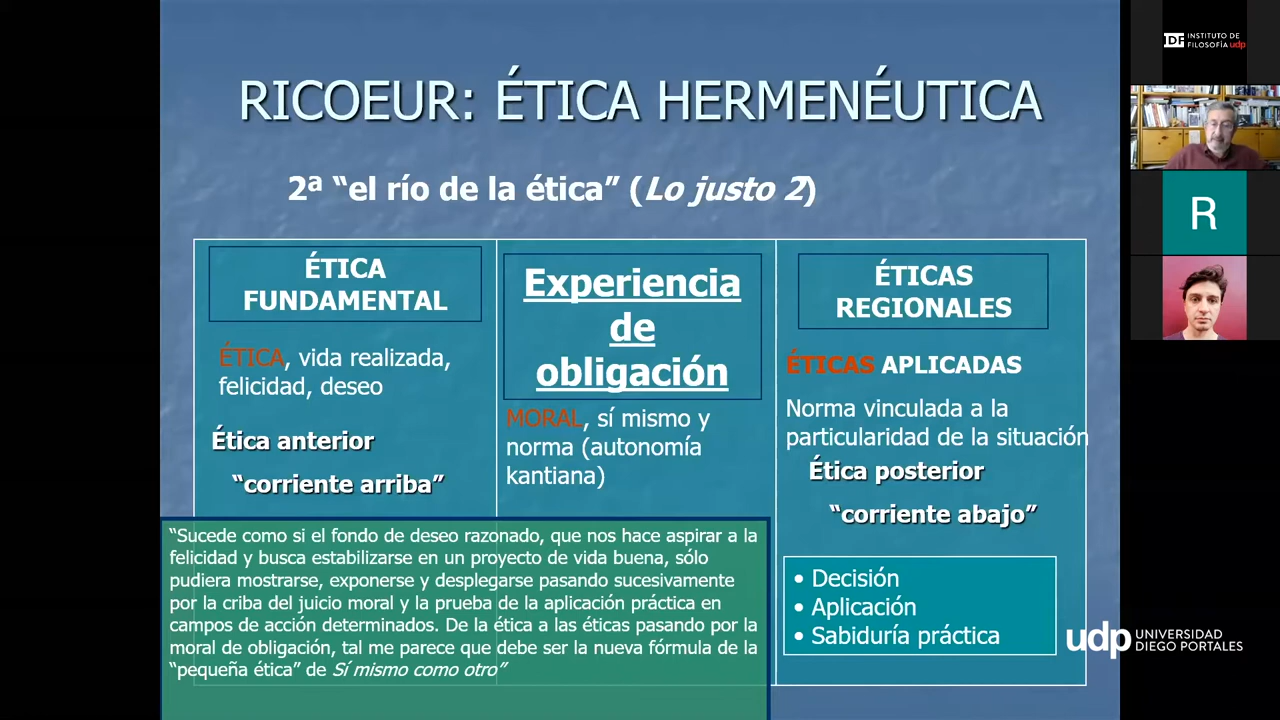 RICOEUR: ÉTICA HERMENÉUTICA
2ª “el río de la ética” (Lo justo 2)
ÉTICA
FUNDAMENTAL
ÉTICA, vida realizada,
felicidad, deseo
Ética anterior
“corriente arriba”
Experiencia
de
obligación
MORAL, sí mismo y
norma (autonomía
kantiana)
ÉTICAS
REGIONALES
ÉTICAS APLICADAS
Norma vinculada a la
particularidad de la situación
Ética posterior
“corriente abajo”
• Decisión
• Aplicación
• Sabiduría práctica
“Sucede como si el fondo de deseo razonado, que nos hace aspirar a la
felicidad y busca estabilizarse en un proyecto de vida buena, sólo
pudiera mostrarse, exponerse y desplegarse pasando sucesivamente
por la criba del juicio moral y la prueba de la aplicación práctica en
campos de acción determinados. De la ética a las éticas pasando por la
moral de obligación, tal me parece que debe ser la nueva fórmula de la
“pequeña ética” de Sí mismo como otro”
IDF INSTITUTO DE
FILOSOFÍA udp
R
udp UNIVERSIDAD
DIEGO PORTALES